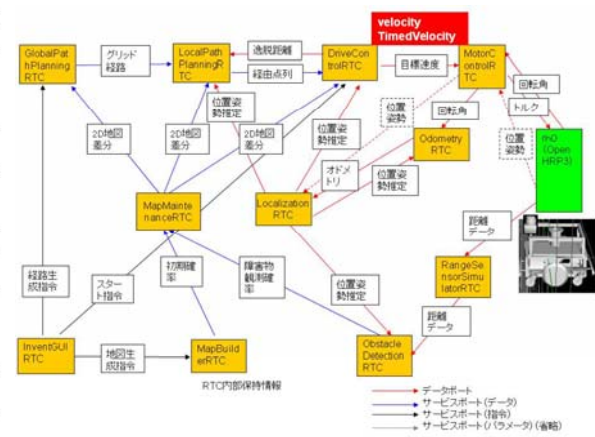 velocity
TimedVelocity
GlobalPat
hPlanning
RTC
グリッド
経路
LocalPath
PlanningR
TC
逸脱距離
経由点列
DriveCon
trolRTC
目標速度
MotorC
ontrolR
TC
回転角
位置
姿勢
回転角
トルク
位置姿
勢推定
位置姿
勢推定
2D地図
差分
2D地図
差分
2D地図
差分
オドメ
トリ
Odometry
RTC
位置姿
勢推定
位置
姿勢
rh0
(Open
HRP3)
MapMainte
nanceRTC
Localization
RTC
距離
データ
経路生
成指令
スター
ト指令
初期確
率
障害物
観測確
率
位置姿
勢推定
RangeSe
nsorSimu
latorRTC
距離
データ
InventGUI
RTC
地図生
成指令
MapBuild
erRTC
Obstacle
Detection
RTC
RTC内部保持情報
データポート
サービスポート(データ)
サービスポート(指令)
サービスポート(パラメータ)(省略)